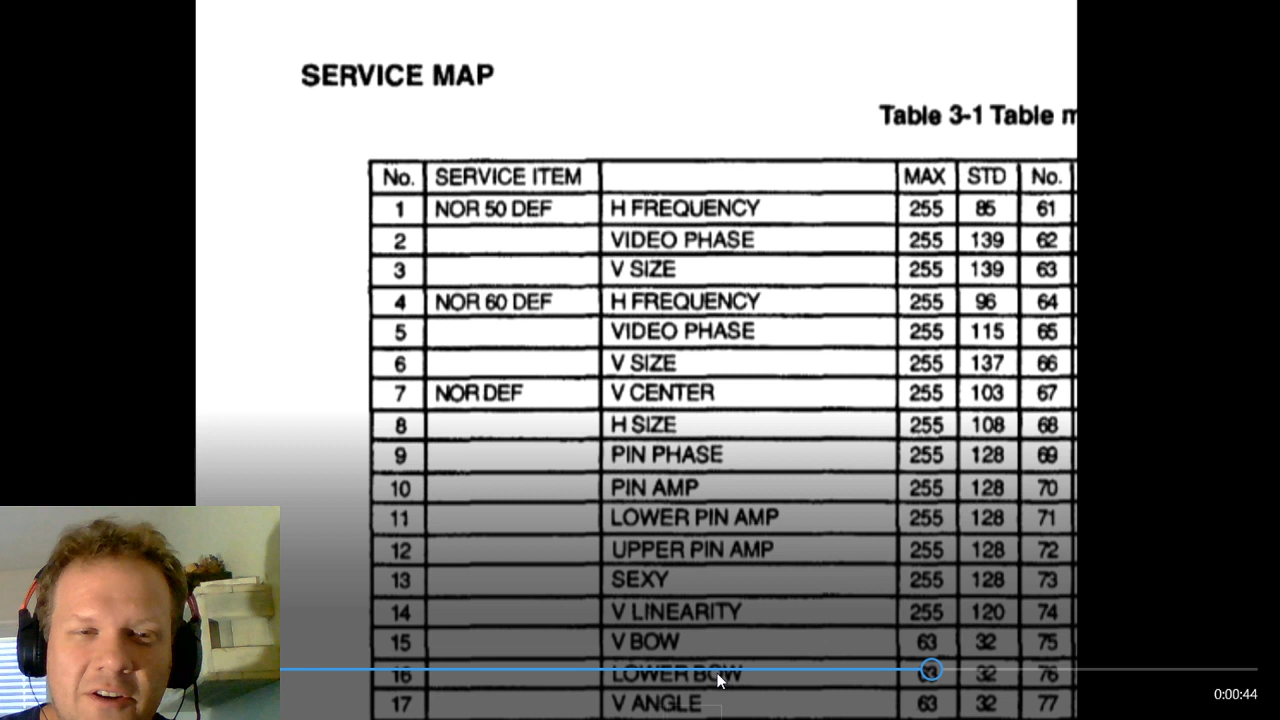 SERVICE MAP
Table 3-1 Table m
No. SERVICE ITEM MAX STD No.
1 NOR 50 DEF H FREQUENCY 255 85 61
2 VIDEO PHASE 255 139 62
3 V SIZE 255 139 63
4 NOR 60 DEF H FREQUENCY 255 96 64
5 VIDEO PHASE 255 115 65
6 V SIZE 255 137 66
7 NOR DEF V CENTER 255 103 67
8 H SIZE 255 108 68
9 PIN PHASE 255 128 69
10 PIN AMP 255 128 70
11 LOWER PIN AMP 255 128 71
12 UPPER PIN AMP 255 128 72
13 SEXY 255 128 73
14 V LINEARITY 255 120 74
15 V BOW 63 32 75
16 LOWER BOW 63 32 76
17 V ANGLE 63 32 77
0:00:44